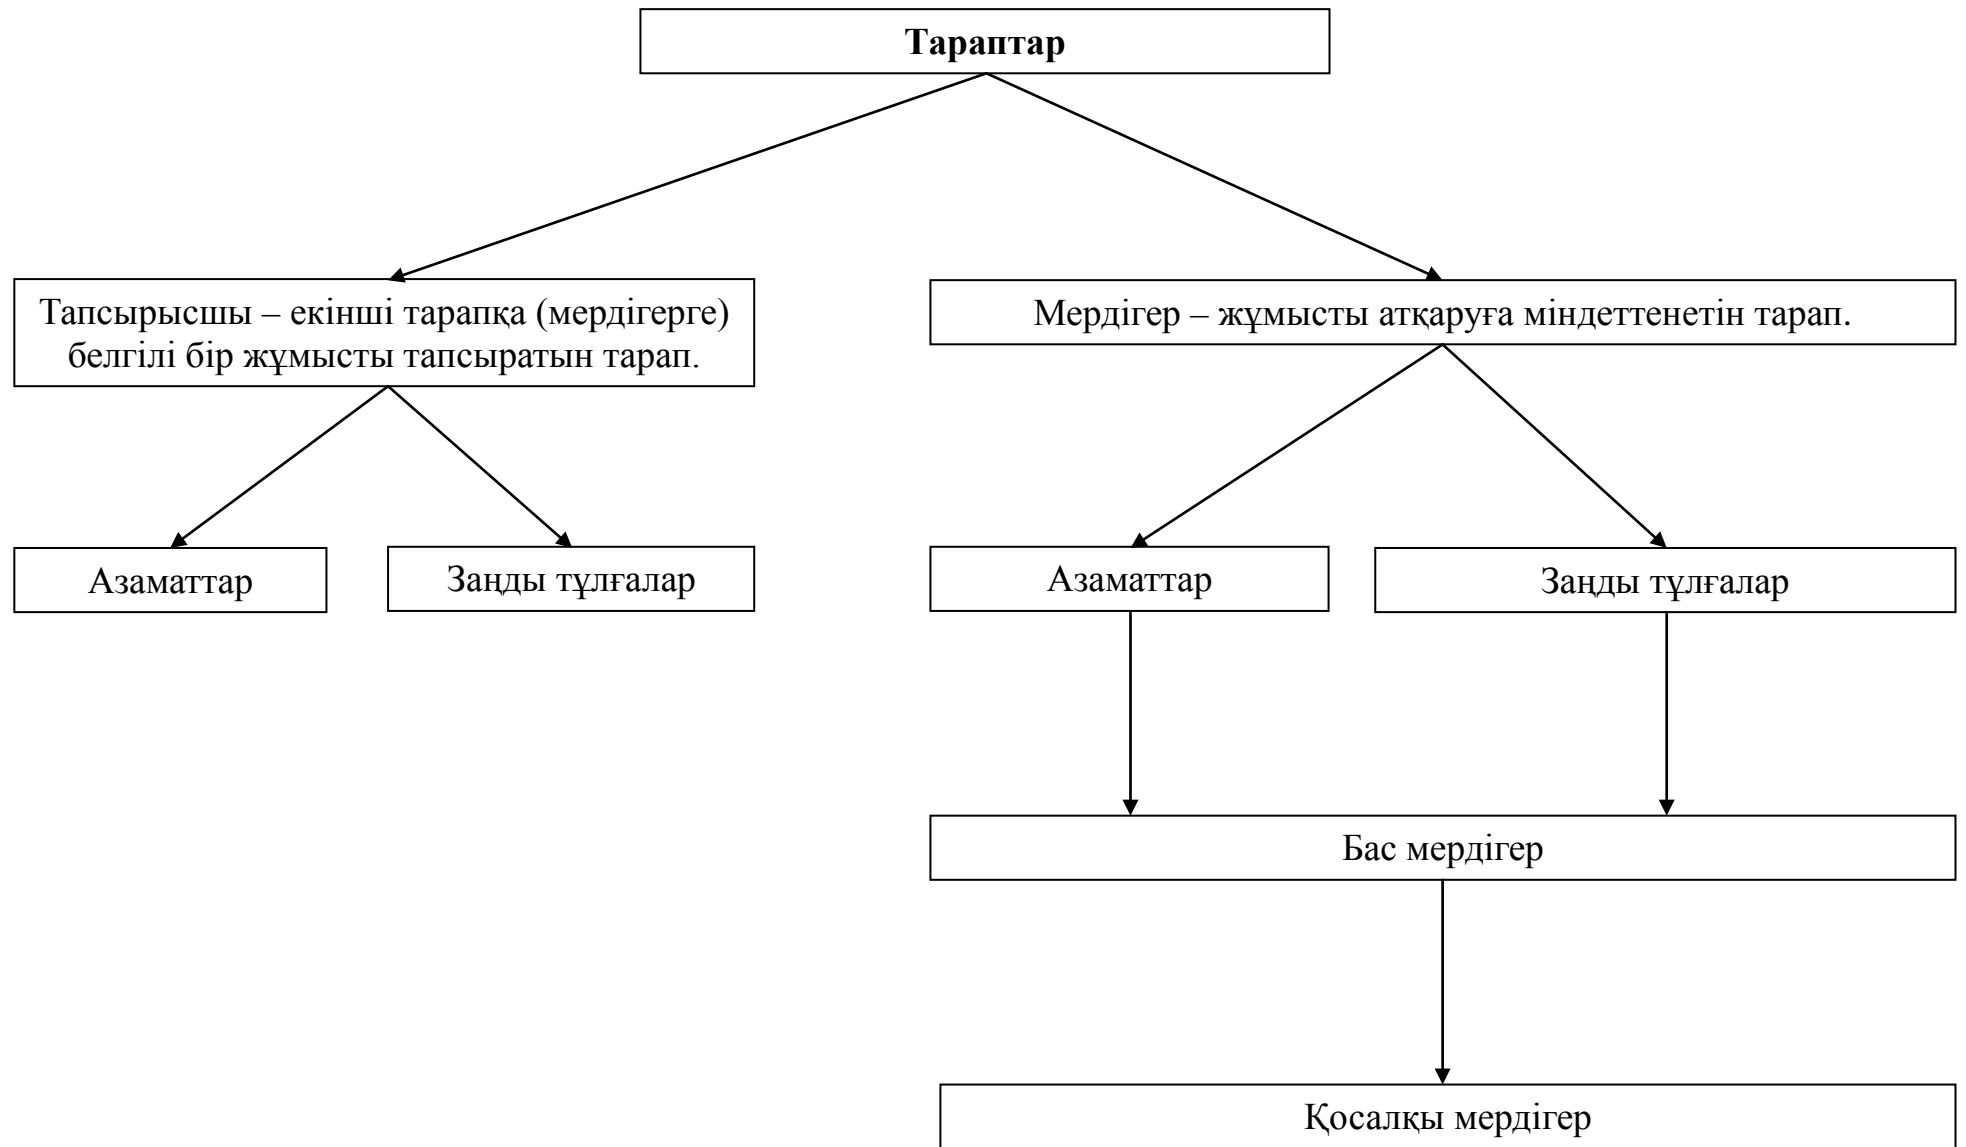 Тараптар
Тапсырысшы – екінші тарапқа (мердігерге)
белгілі бір жұмысты тапсыратын тарап.
Мердігер – жұмысты атқаруға міндеттенетін тарап.
Азаматтар
Заңды тұлғалар
Азаматтар
Заңды тұлғалар
Бас мердігер
Қосалқы мердігер